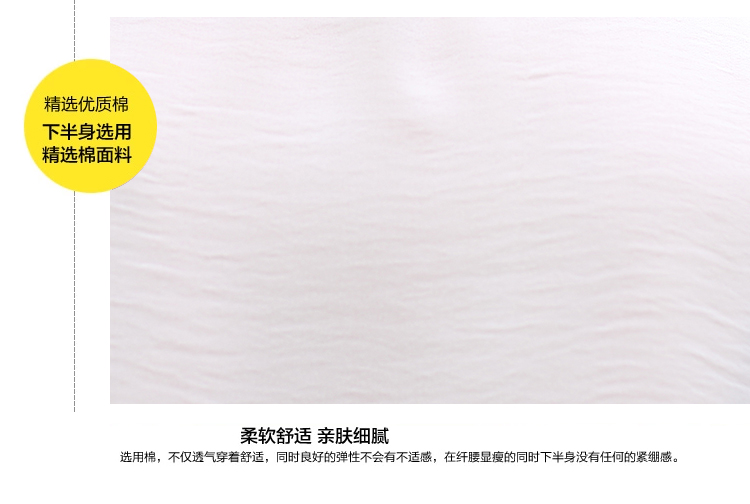 精选优质棉
下半身选用
精选棉面料
柔软舒适 亲肤细腻
选用棉，不仅透气穿着舒适，同时良好的弹性不会有不适感，在纤腰显瘦的同时下半身没有任何的紧绷感。